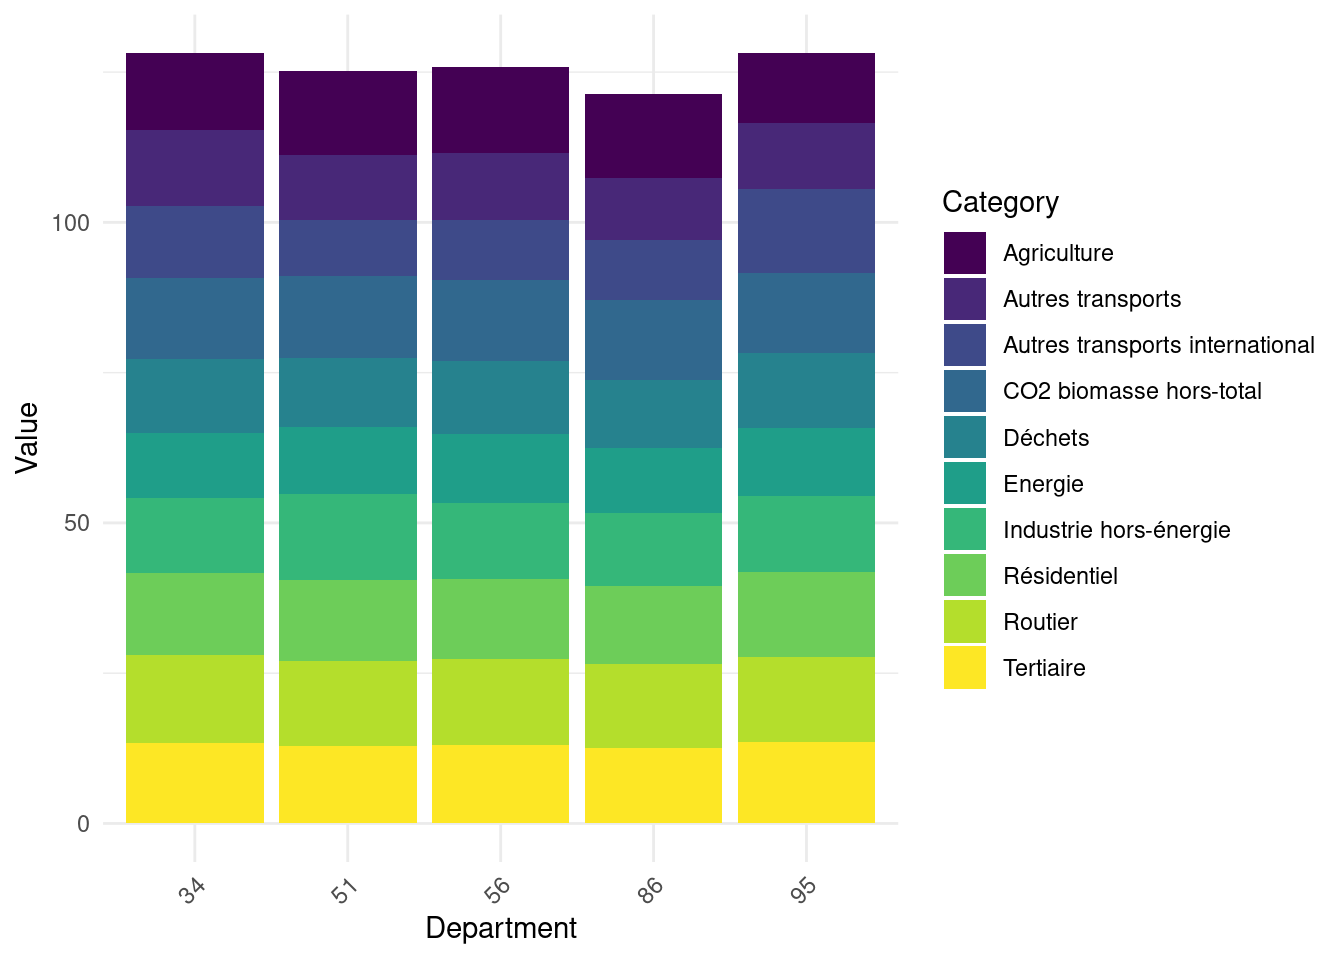 Value
100
50
0
34
51
56
86
95
Department
Category
Agriculture
Autres transports
Autres transports international
CO2 biomasse hors-total
Déchets
Energie
Industrie hors-énergie
Résidentiel
Routier
Tertiaire